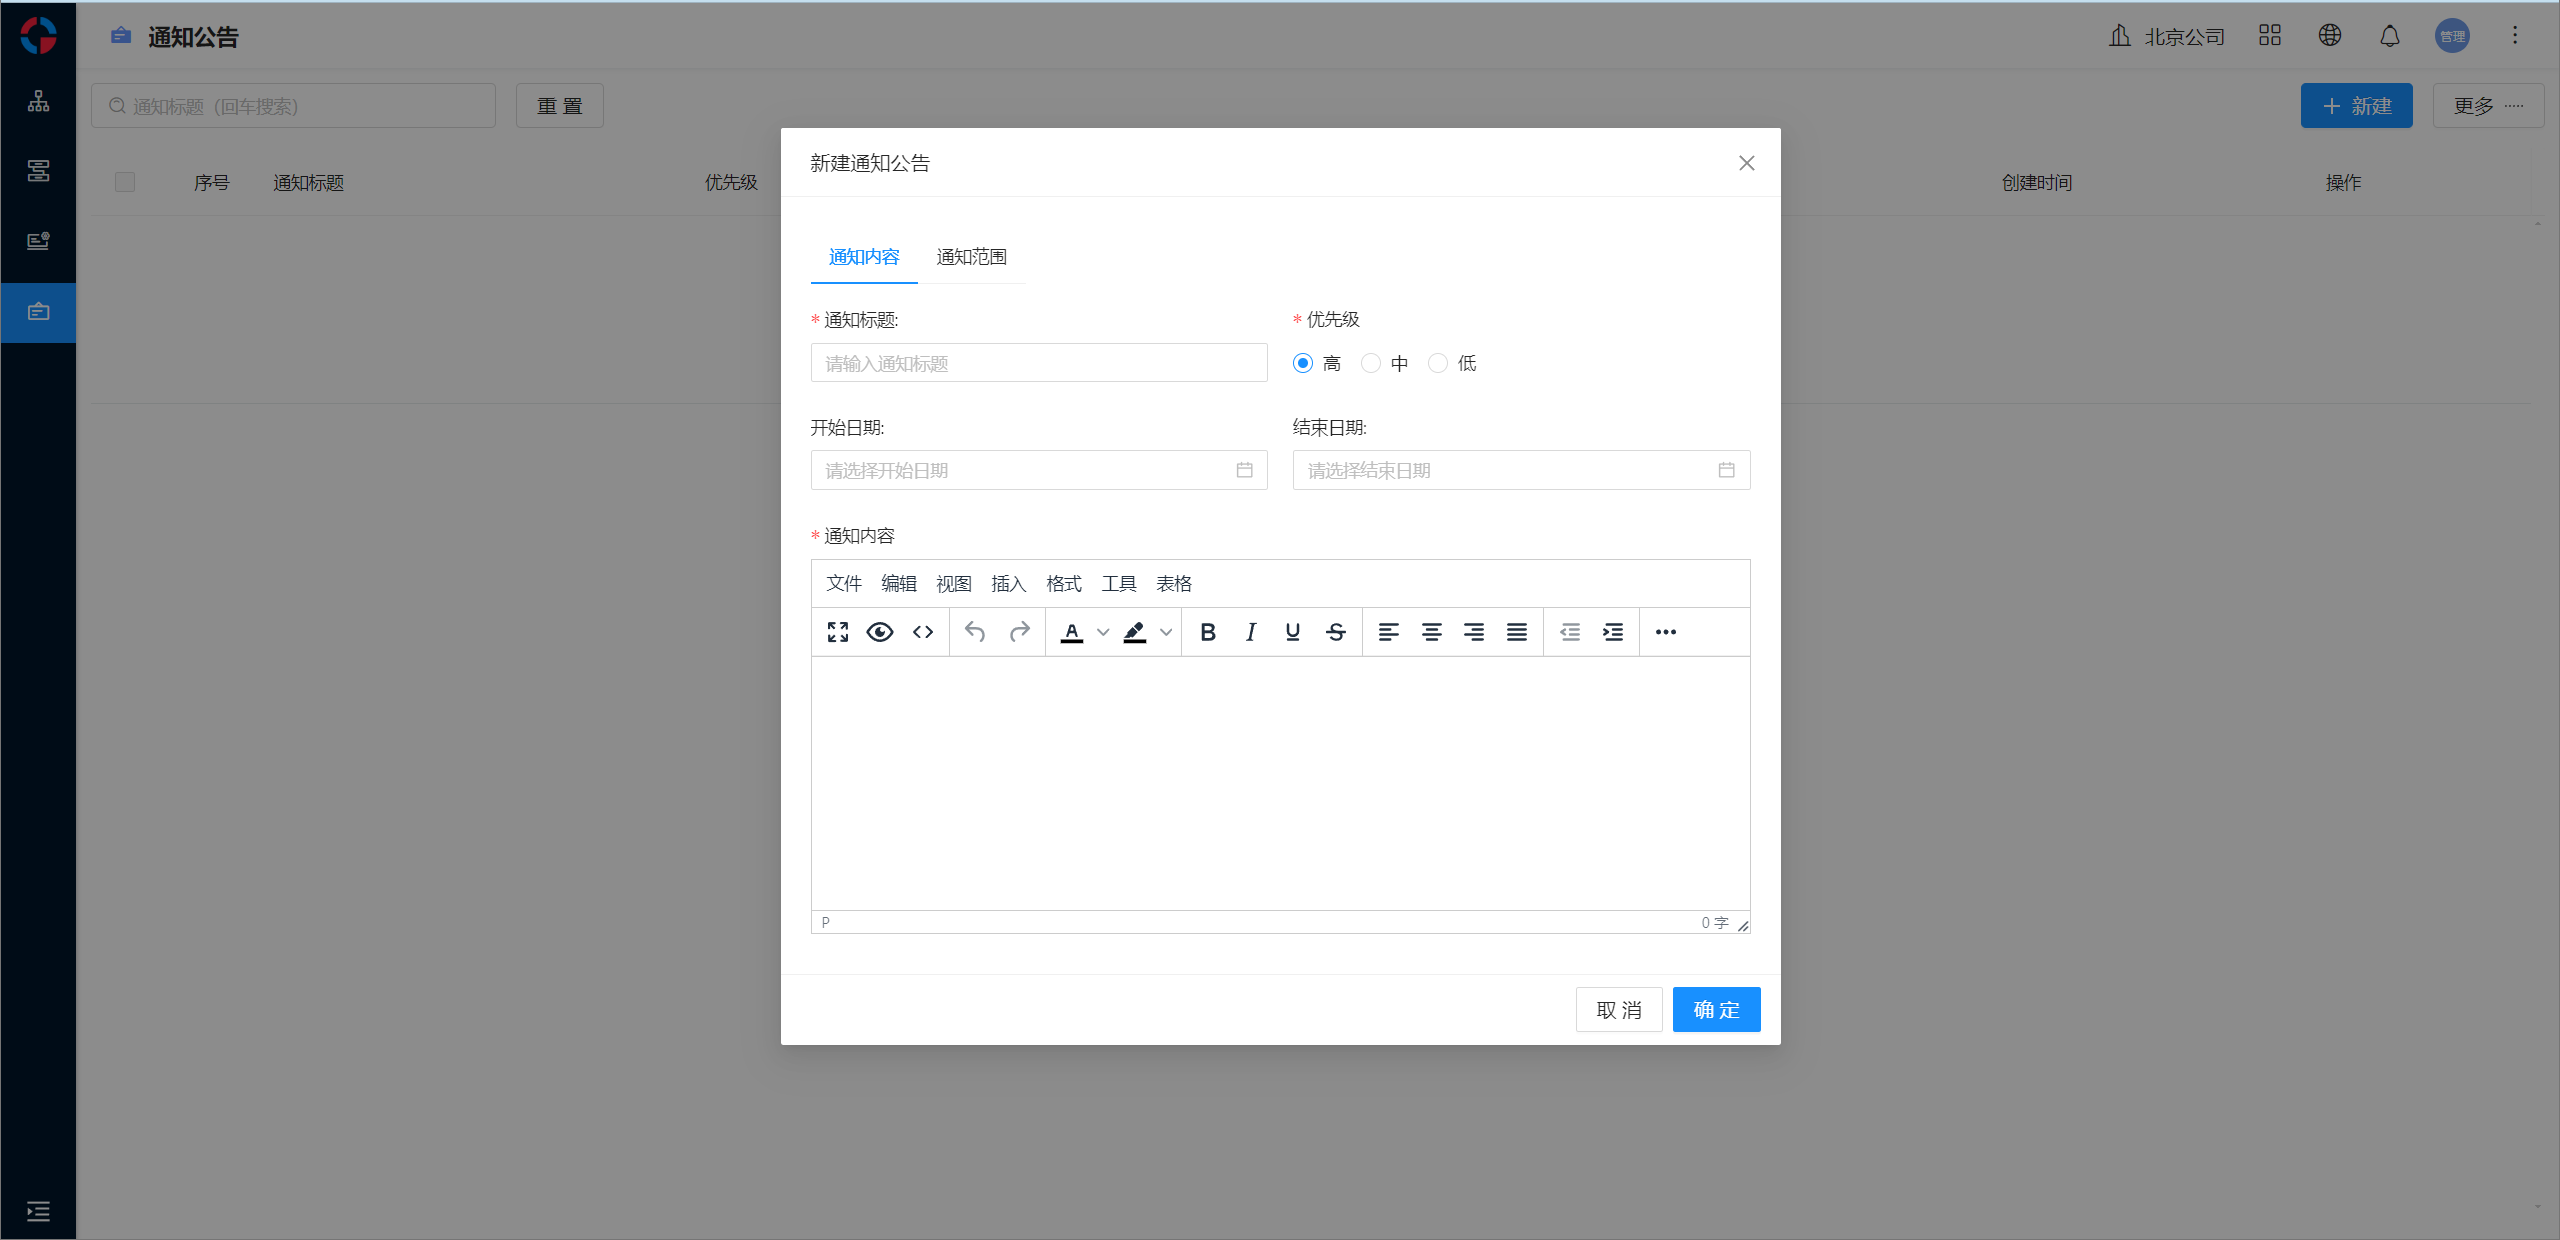 通知公告
北京公司
管理
通知标题（回车搜索）
重 置
新建
更多
序号
通知标题
优先级
创建时间
操作
新建通知公告
通知内容
通知范围
* 通知标题:
* 优先级
请输入通知标题
高
中
低
开始日期:
结束日期:
请选择开始日期
请选择结束日期
* 通知内容
文件 编辑 视图 插入 格式 工具 表格
P
0 字
取 消
确 定